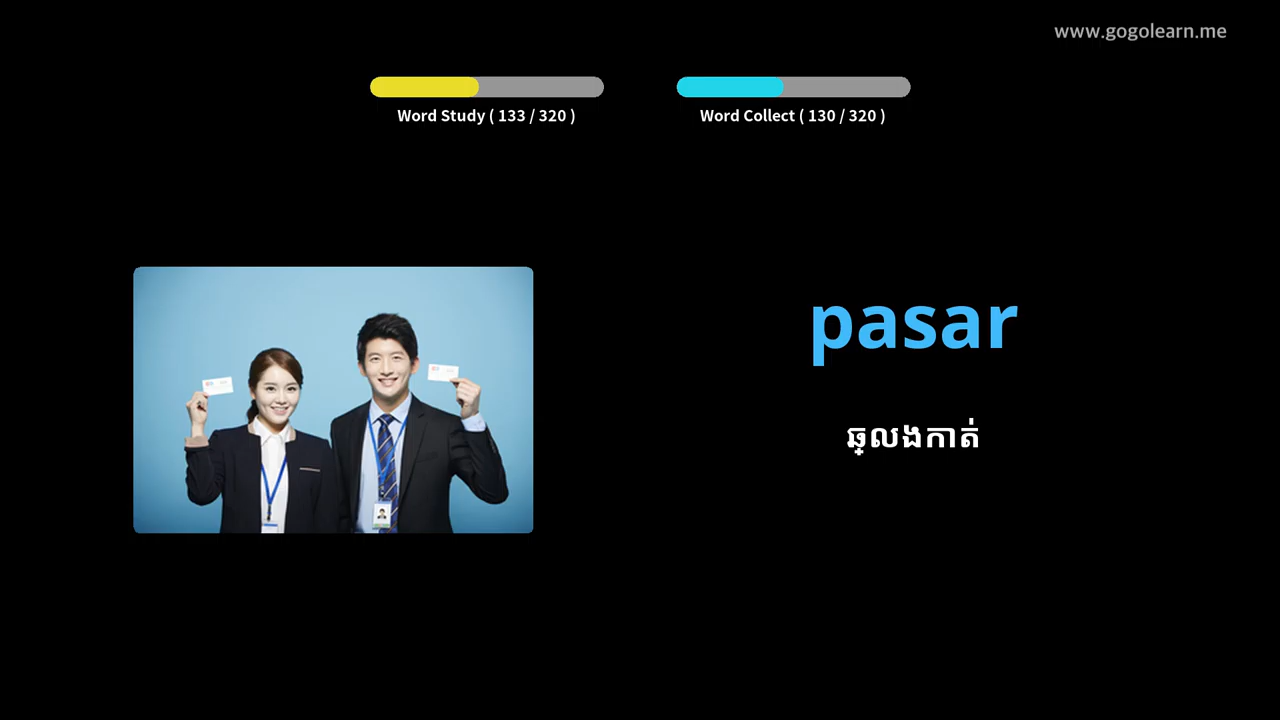 www.gogolearn.me
Word Study ( 133 / 320 )
Word Collect ( 130 / 320 )
pasar
ឆ្លងកាត់